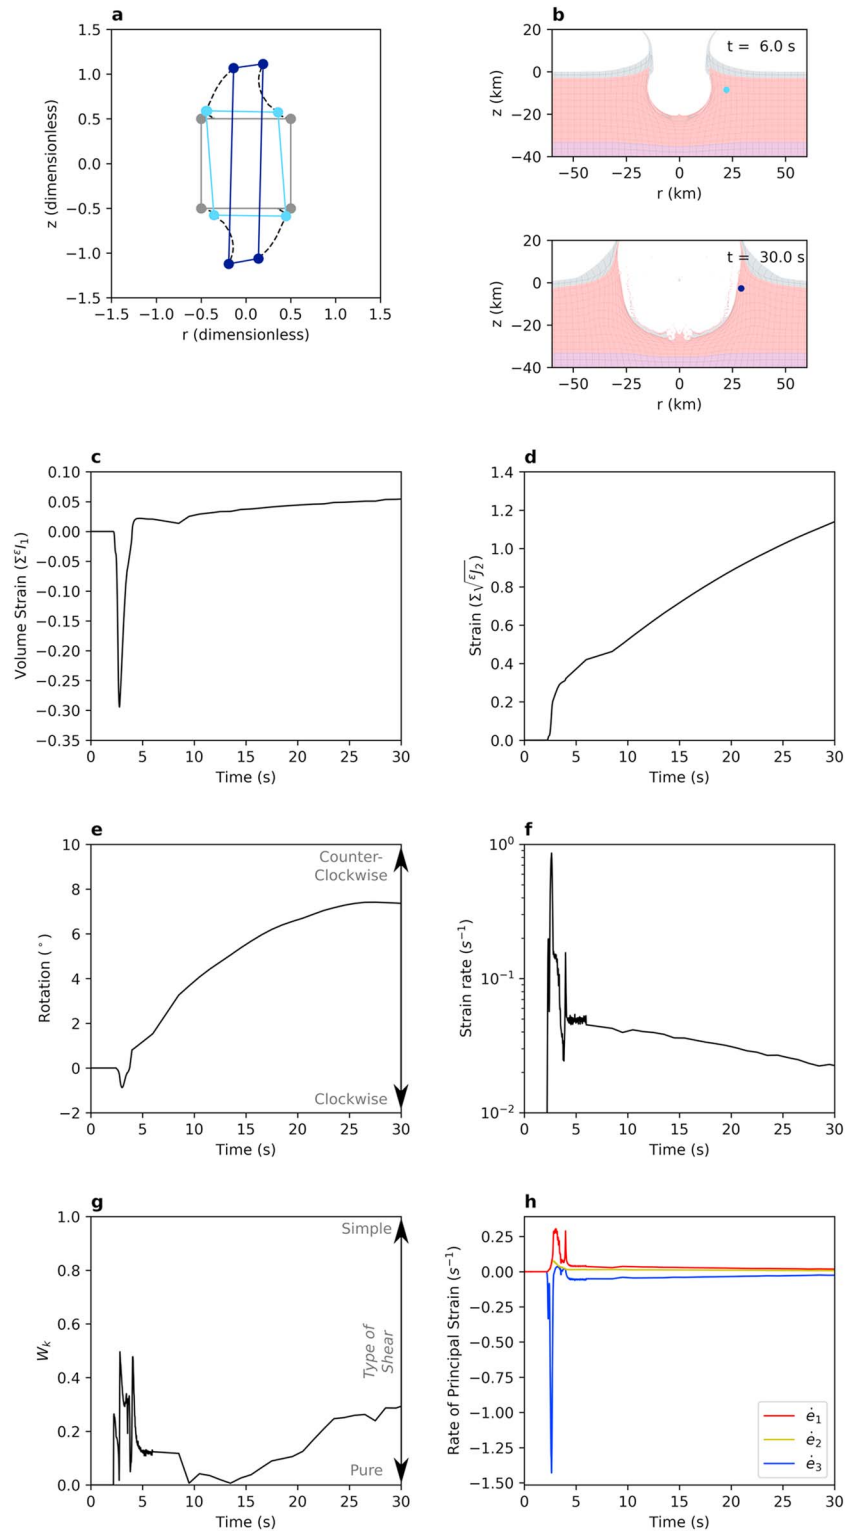 a
1.5
1.0
0.5
0.0
−0.5
−1.0
−1.5
z (dimensionless)
−1.5 −1.0 −0.5 0.0 0.5 1.0 1.5
r (dimensionless)
b
t = 6.0 s
20
0
−20
−40
z (km)
−50 −25 0 25 50
r (km)
t = 30.0 s
20
0
−20
−40
z (km)
−50 −25 0 25 50
r (km)
c
0.10
0.05
0.00
−0.05
−0.10
−0.15
−0.20
−0.25
−0.30
−0.35
Volume Strain (Σ^εI₁)
0 5 10 15 20 25 30
Time (s)
d
1.4
1.2
1.0
0.8
0.6
0.4
0.2
0.0
Strain (Σ√^εJ₂)
0 5 10 15 20 25 30
Time (s)
e
10
8
6
4
2
0
−2
Rotation (°)
Counter-
Clockwise
Clockwise
0 5 10 15 20 25 30
Time (s)
f
10⁰
10⁻¹
10⁻²
Strain rate (s⁻¹)
0 5 10 15 20 25 30
Time (s)
g
1.0
0.8
0.6
0.4
0.2
0.0
W_k
Simple
Type of
Shear
Pure
0 5 10 15 20 25 30
Time (s)
h
0.25
0.00
−0.25
−0.50
−0.75
−1.00
−1.25
−1.50
Rate of Principal Strain (s⁻¹)
ė₁
ė₂
ė₃
0 5 10 15 20 25 30
Time (s)